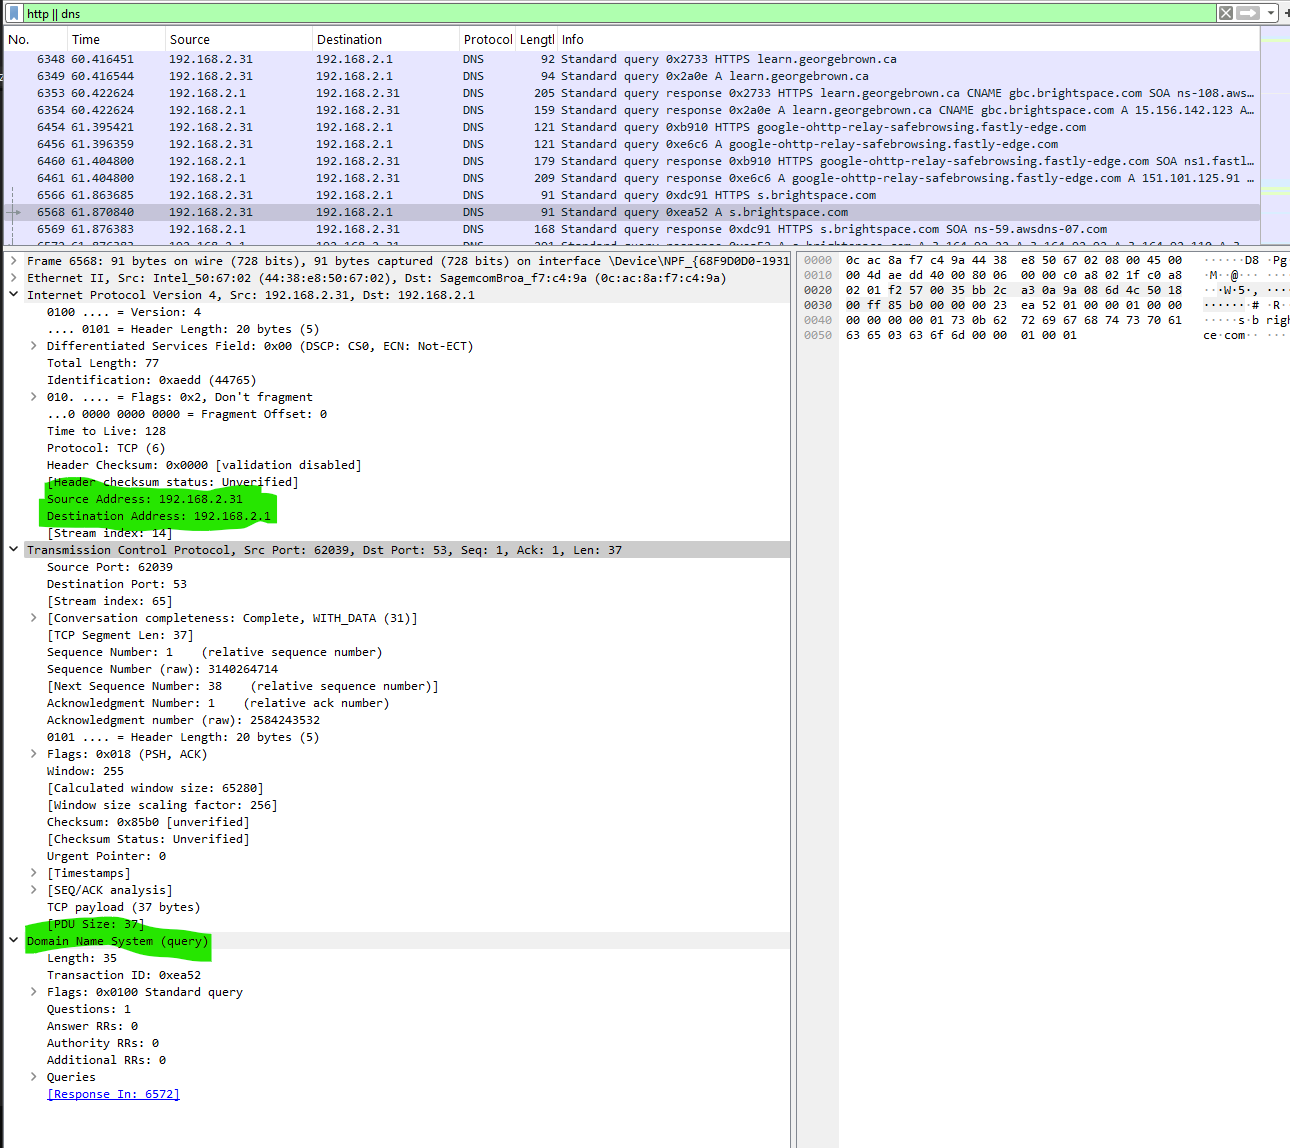 http || dns
No. Time Source Destination Protocol Lengtl Info
6348 60.416451 192.168.2.31 192.168.2.1 DNS 92 Standard query 0x2733 HTTPS learn.georgebrown.ca
6349 60.416544 192.168.2.31 192.168.2.1 DNS 94 Standard query 0x2a0e A learn.georgebrown.ca
6353 60.422624 192.168.2.1 192.168.2.31 DNS 205 Standard query response 0x2733 HTTPS learn.georgebrown.ca CNAME gbc.brightspace.com SOA ns-108.aws…
6354 60.422624 192.168.2.1 192.168.2.31 DNS 159 Standard query response 0x2a0e A learn.georgebrown.ca CNAME gbc.brightspace.com A 15.156.142.123 A…
6454 61.395421 192.168.2.31 192.168.2.1 DNS 121 Standard query 0xb910 HTTPS google-ohttp-relay-safebrowsing.fastly-edge.com
6456 61.396359 192.168.2.31 192.168.2.1 DNS 121 Standard query 0xe6c6 A google-ohttp-relay-safebrowsing.fastly-edge.com
6460 61.404800 192.168.2.1 192.168.2.31 DNS 179 Standard query response 0xb910 HTTPS google-ohttp-relay-safebrowsing.fastly-edge.com SOA ns1.fastl…
6461 61.404800 192.168.2.1 192.168.2.31 DNS 209 Standard query response 0xe6c6 A google-ohttp-relay-safebrowsing.fastly-edge.com A 151.101.125.91 …
6566 61.863685 192.168.2.31 192.168.2.1 DNS 91 Standard query 0xdc91 HTTPS s.brightspace.com
6568 61.870840 192.168.2.31 192.168.2.1 DNS 91 Standard query 0xea52 A s.brightspace.com
6569 61.876383 192.168.2.1 192.168.2.31 DNS 168 Standard query response 0xdc91 HTTPS s.brightspace.com SOA ns-59.awsdns-07.com
Frame 6568: 91 bytes on wire (728 bits), 91 bytes captured (728 bits) on interface \Device\NPF_{68F9D0D0-1931
Ethernet II, Src: Intel_50:67:02 (44:38:e8:50:67:02), Dst: SagemcomBroa_f7:c4:9a (0c:ac:8a:f7:c4:9a)
Internet Protocol Version 4, Src: 192.168.2.31, Dst: 192.168.2.1
0100 .... = Version: 4
.... 0101 = Header Length: 20 bytes (5)
Differentiated Services Field: 0x00 (DSCP: CS0, ECN: Not-ECT)
Total Length: 77
Identification: 0xaedd (44765)
010. .... = Flags: 0x2, Don't fragment
...0 0000 0000 0000 = Fragment Offset: 0
Time to Live: 128
Protocol: TCP (6)
Header Checksum: 0x0000 [validation disabled]
[Header checksum status: Unverified]
Source Address: 192.168.2.31
Destination Address: 192.168.2.1
[Stream index: 14]
Transmission Control Protocol, Src Port: 62039, Dst Port: 53, Seq: 1, Ack: 1, Len: 37
Source Port: 62039
Destination Port: 53
[Stream index: 65]
[Conversation completeness: Complete, WITH_DATA (31)]
[TCP Segment Len: 37]
Sequence Number: 1    (relative sequence number)
Sequence Number (raw): 3140264714
[Next Sequence Number: 38    (relative sequence number)]
Acknowledgment Number: 1    (relative ack number)
Acknowledgment number (raw): 2584243532
0101 .... = Header Length: 20 bytes (5)
Flags: 0x018 (PSH, ACK)
Window: 255
[Calculated window size: 65280]
[Window size scaling factor: 256]
Checksum: 0x85b0 [unverified]
[Checksum Status: Unverified]
Urgent Pointer: 0
[Timestamps]
[SEQ/ACK analysis]
TCP payload (37 bytes)
[PDU Size: 37]
Domain Name System (query)
Length: 35
Transaction ID: 0xea52
Flags: 0x0100 Standard query
Questions: 1
Answer RRs: 0
Authority RRs: 0
Additional RRs: 0
Queries
[Response In: 6572]
0000 0c ac 8a f7 c4 9a 44 38 e8 50 67 02 08 00 45 00 ······D8 ·Pg
0010 00 4d ae dd 40 00 80 06 00 00 c0 a8 02 1f c0 a8 ·M··@··· ·····
0020 02 01 f2 57 00 35 bb 2c a3 0a 9a 08 6d 4c 50 18 ···W·5·, ····
0030 00 ff 85 b0 00 00 00 23 ea 52 01 00 00 01 00 00 ·······# ·R··
0040 00 00 00 00 01 73 0b 62 72 69 67 68 74 73 70 61 ·····s·b righ
0050 63 65 03 63 6f 6d 00 00 01 00 01 ce·com·· ····